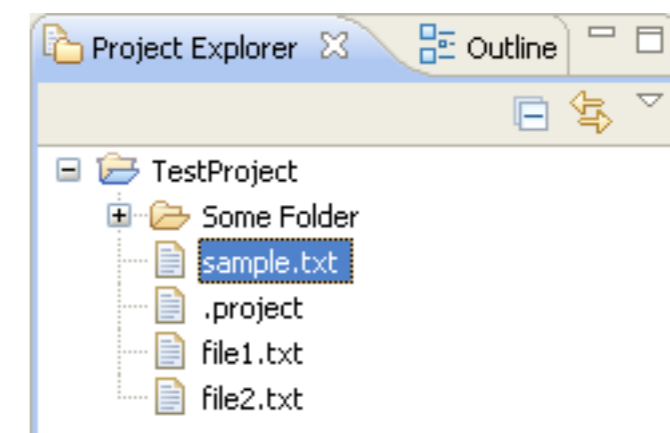 Project Explorer Outline
TestProject
Some Folder
sample.txt
.project
file1.txt
file2.txt